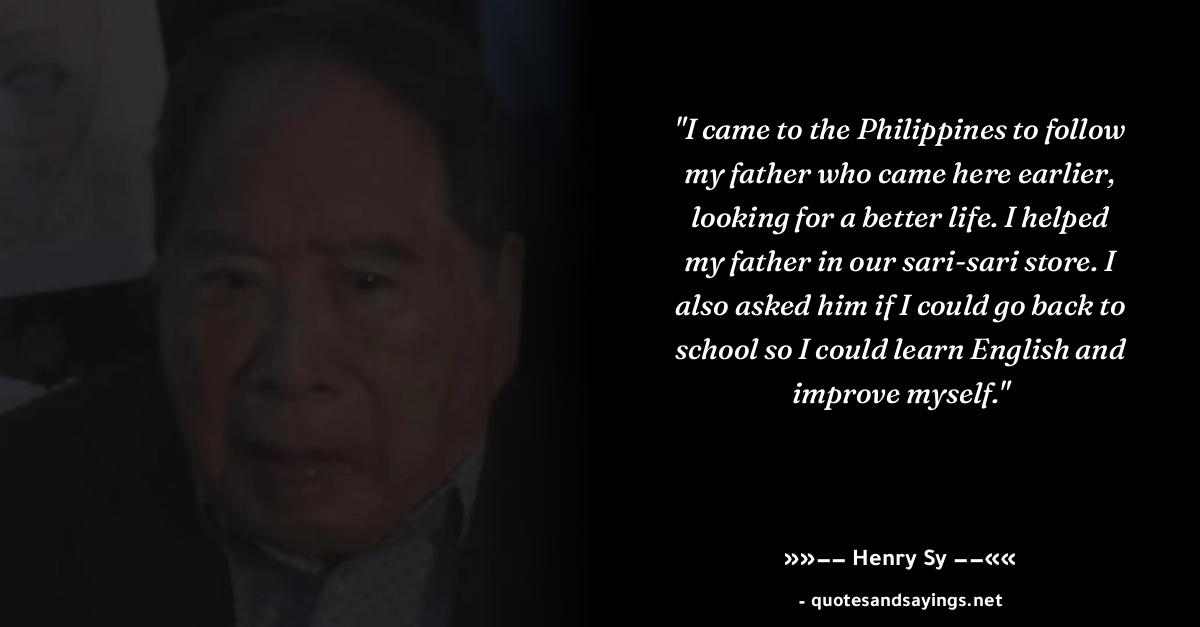 "I came to the Philippines to follow
my father who came here earlier,
looking for a better life. I helped
my father in our sari-sari store. I
also asked him if I could go back to
school so I could learn English and
improve myself."
»»–– Henry Sy ––««
- quotesandsayings.net